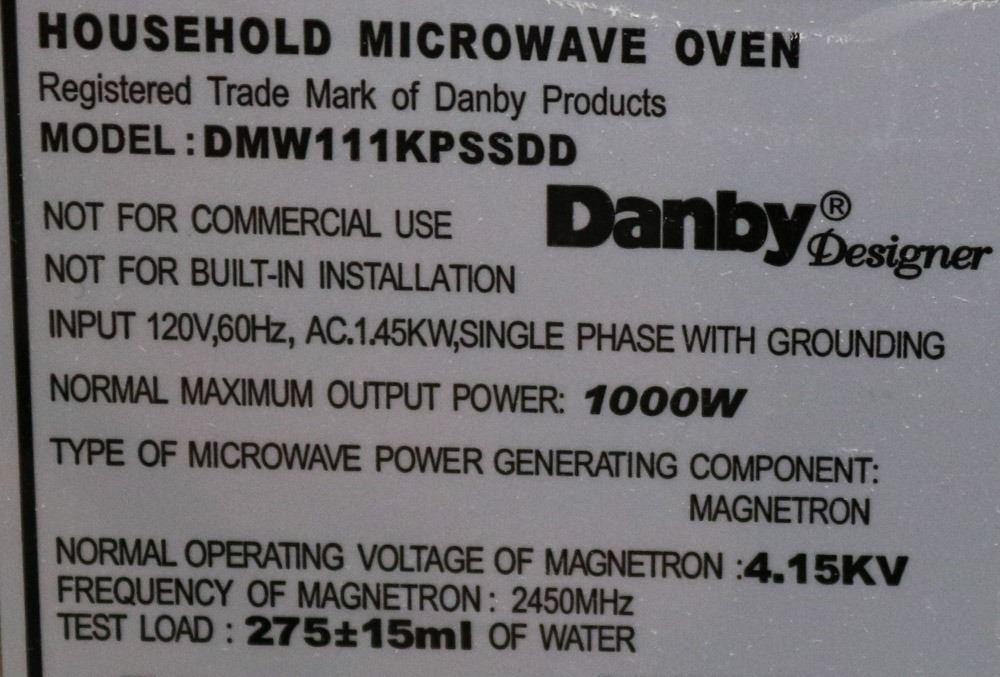 HOUSEHOLD MICROWAVE OVEN
Registered Trade Mark of Danby Products
MODEL : DMW111KPSSDD
Danby®
Designer
NOT FOR COMMERCIAL USE
NOT FOR BUILT-IN INSTALLATION
INPUT 120V,60Hz, AC.1.45KW,SINGLE PHASE WITH GROUNDING
NORMAL MAXIMUM OUTPUT POWER: 1000W
TYPE OF MICROWAVE POWER GENERATING COMPONENT:
MAGNETRON
NORMAL OPERATING VOLTAGE OF MAGNETRON :4.15KV
FREQUENCY OF MAGNETRON : 2450MHz
TEST LOAD : 275±15ml OF WATER